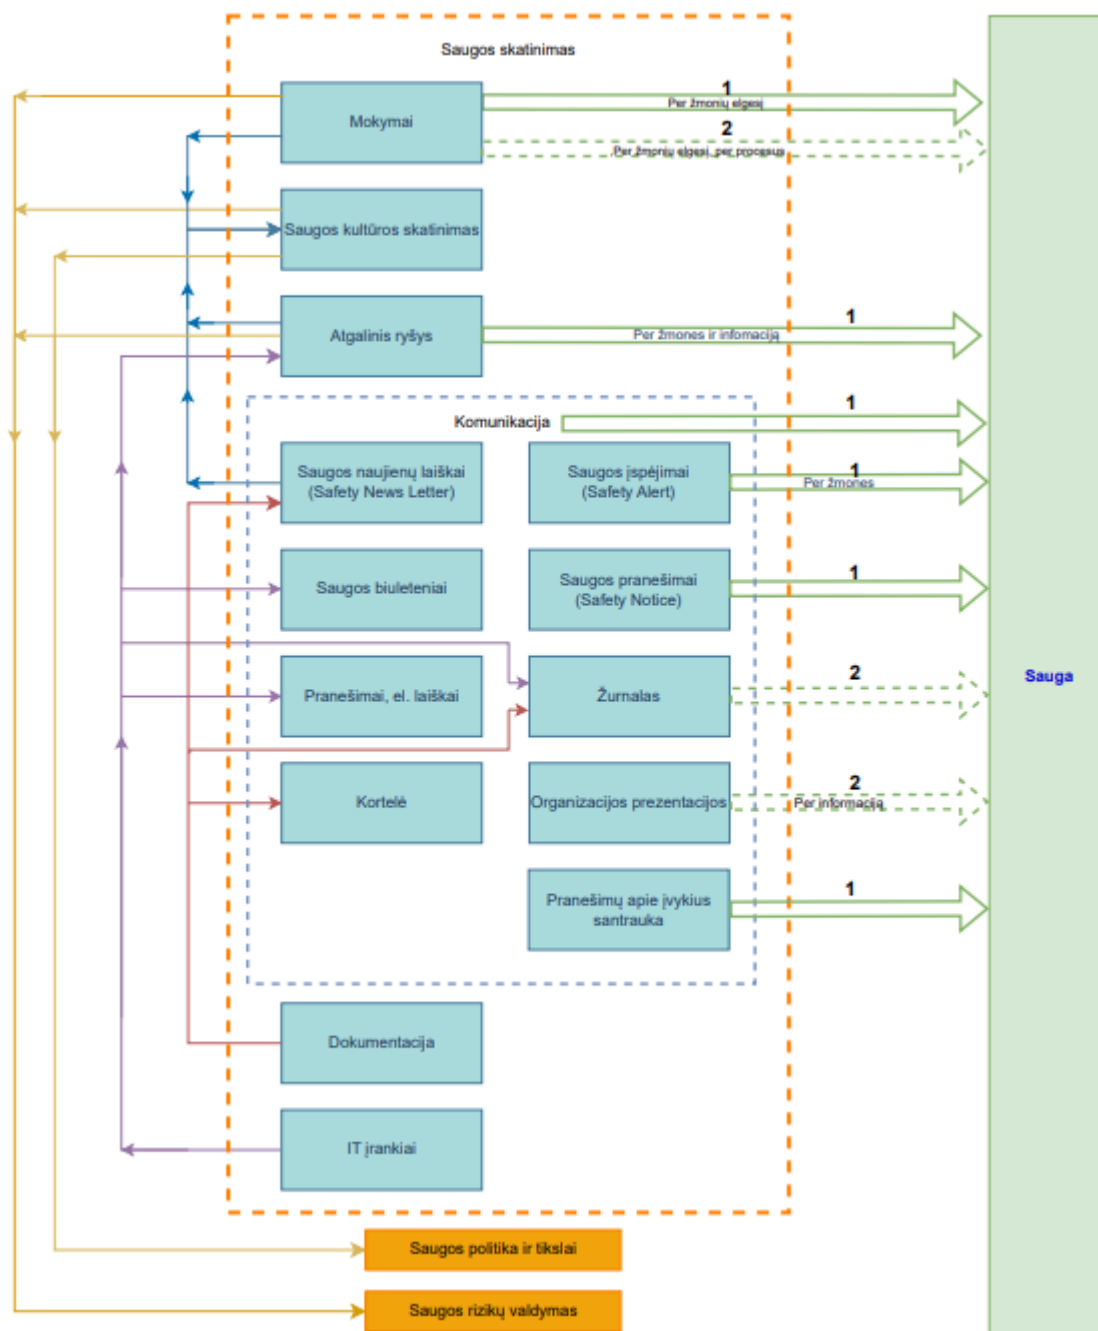 Saugos skatinimas
Mokymai
1
Per žmonių elgesį
2
Per žmonių elgesį, per procesus
Saugos kultūros skatinimas
Atgalinis ryšys
1
Per žmones ir infomaciją
Komunikacija
1
Saugos naujienų laiškai
(Safety News Letter)
Saugos įspėjimai
(Safety Alert)
1
Per žmones
Saugos biuleteniai
Saugos pranešimai
(Safety Notice)
1
Pranešimai, el. laiškai
Žurnalas
2
Sauga
Kortelė
Organizacijos prezentacijos
2
Per informaciją
Pranešimų apie įvykius
santrauka
1
Dokumentacija
IT įrankiai
Saugos politika ir tikslai
Saugos rizikų valdymas